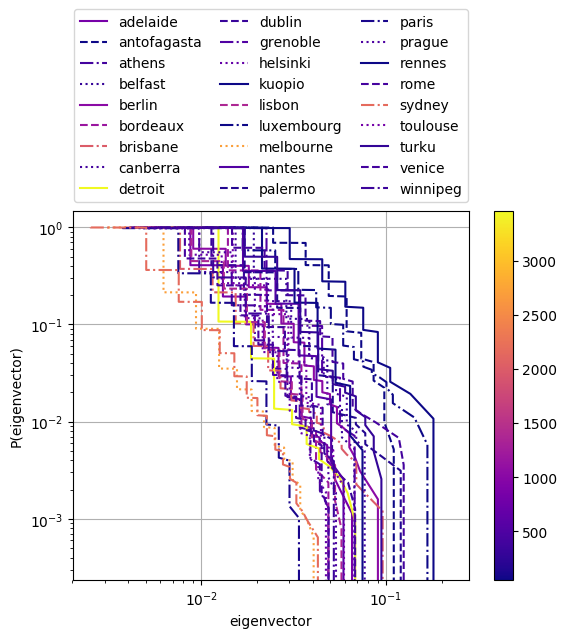 adelaide
antofagasta
athens
belfast
berlin
bordeaux
brisbane
canberra
detroit
dublin
grenoble
helsinki
kuopio
lisbon
luxembourg
melbourne
nantes
palermo
paris
prague
rennes
rome
sydney
toulouse
turku
venice
winnipeg
10^0
10^-1
10^-2
10^-3
P(eigenvector)
10^-2
10^-1
eigenvector
3000
2500
2000
1500
1000
500